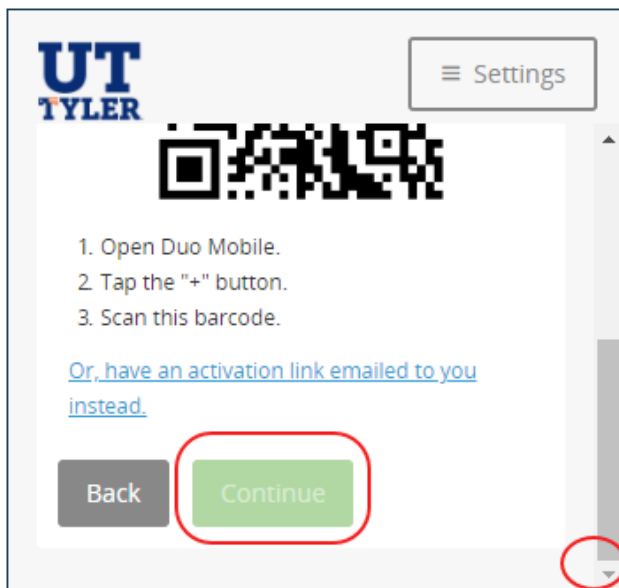 UT
TYLER
≡ Settings
1. Open Duo Mobile.
2. Tap the "+" button.
3. Scan this barcode.
Or, have an activation link emailed to you
instead.
Back
Continue